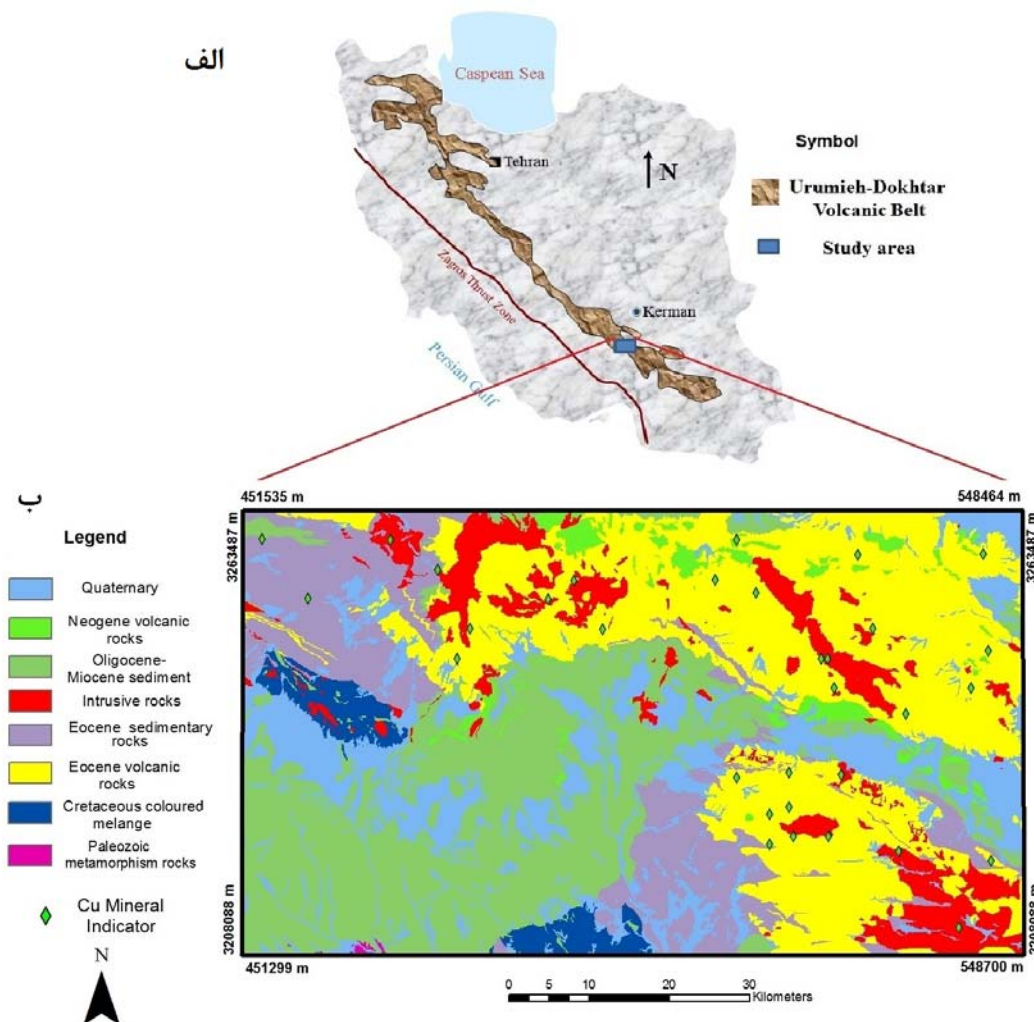 الف
Caspean Sea
Tehran
N
Symbol
Urumieh-Dokhtar
Volcanic Belt
Study area
Zagros Thrust Zone
Kerman
Persian Gulf
ب
451535 m
548464 m
3263487 m
3263487 m
Legend
Quaternary
Neogene volcanic
rocks
Oligocene-
Miocene sediment
Intrusive rocks
Eocene sedimentary
rocks
Eocene volcanic
rocks
Cretaceous coloured
melange
Paleozoic
metamorphism rocks
Cu Mineral
Indicator
N
3208088 m
3208088 m
451299 m
548700 m
0 5 10 20 30
Kilometers